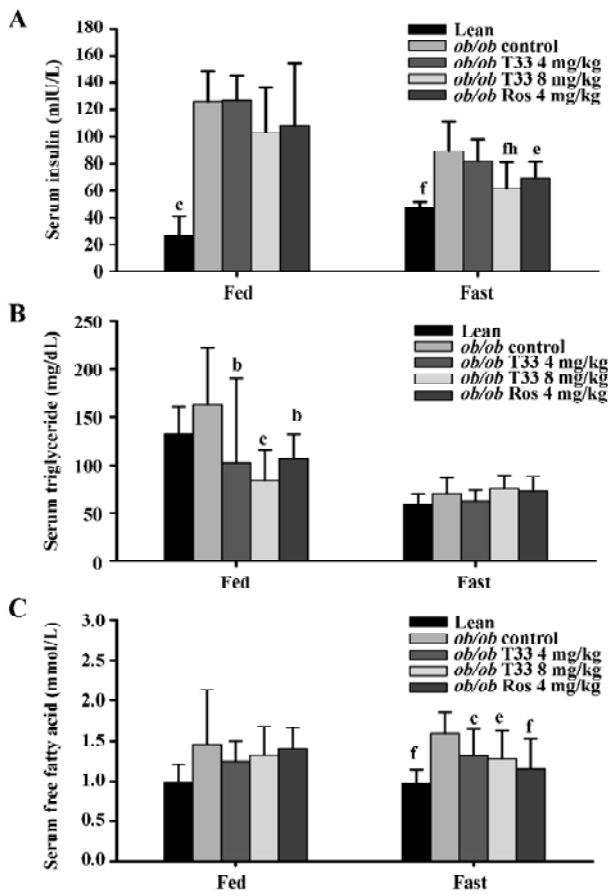 A
180
160
140
120
100
80
60
40
20
0
Serum insulin (mIU/L)
Lean
ob/ob control
ob/ob T33 4 mg/kg
ob/ob T33 8 mg/kg
ob/ob Ros 4 mg/kg
e
f
fh
e
Fed
Fast
B
250
200
150
100
50
0
Serum triglyceride (mg/dL)
Lean
ob/ob control
ob/ob T33 4 mg/kg
ob/ob T33 8 mg/kg
ob/ob Ros 4 mg/kg
b
c
b
Fed
Fast
C
3.0
2.5
2.0
1.5
1.0
0.5
0.0
Serum free fatty acid (mmol/L)
Lean
ob/ob control
ob/ob T33 4 mg/kg
ob/ob T33 8 mg/kg
ob/ob Ros 4 mg/kg
f
c
e
f
Fed
Fast